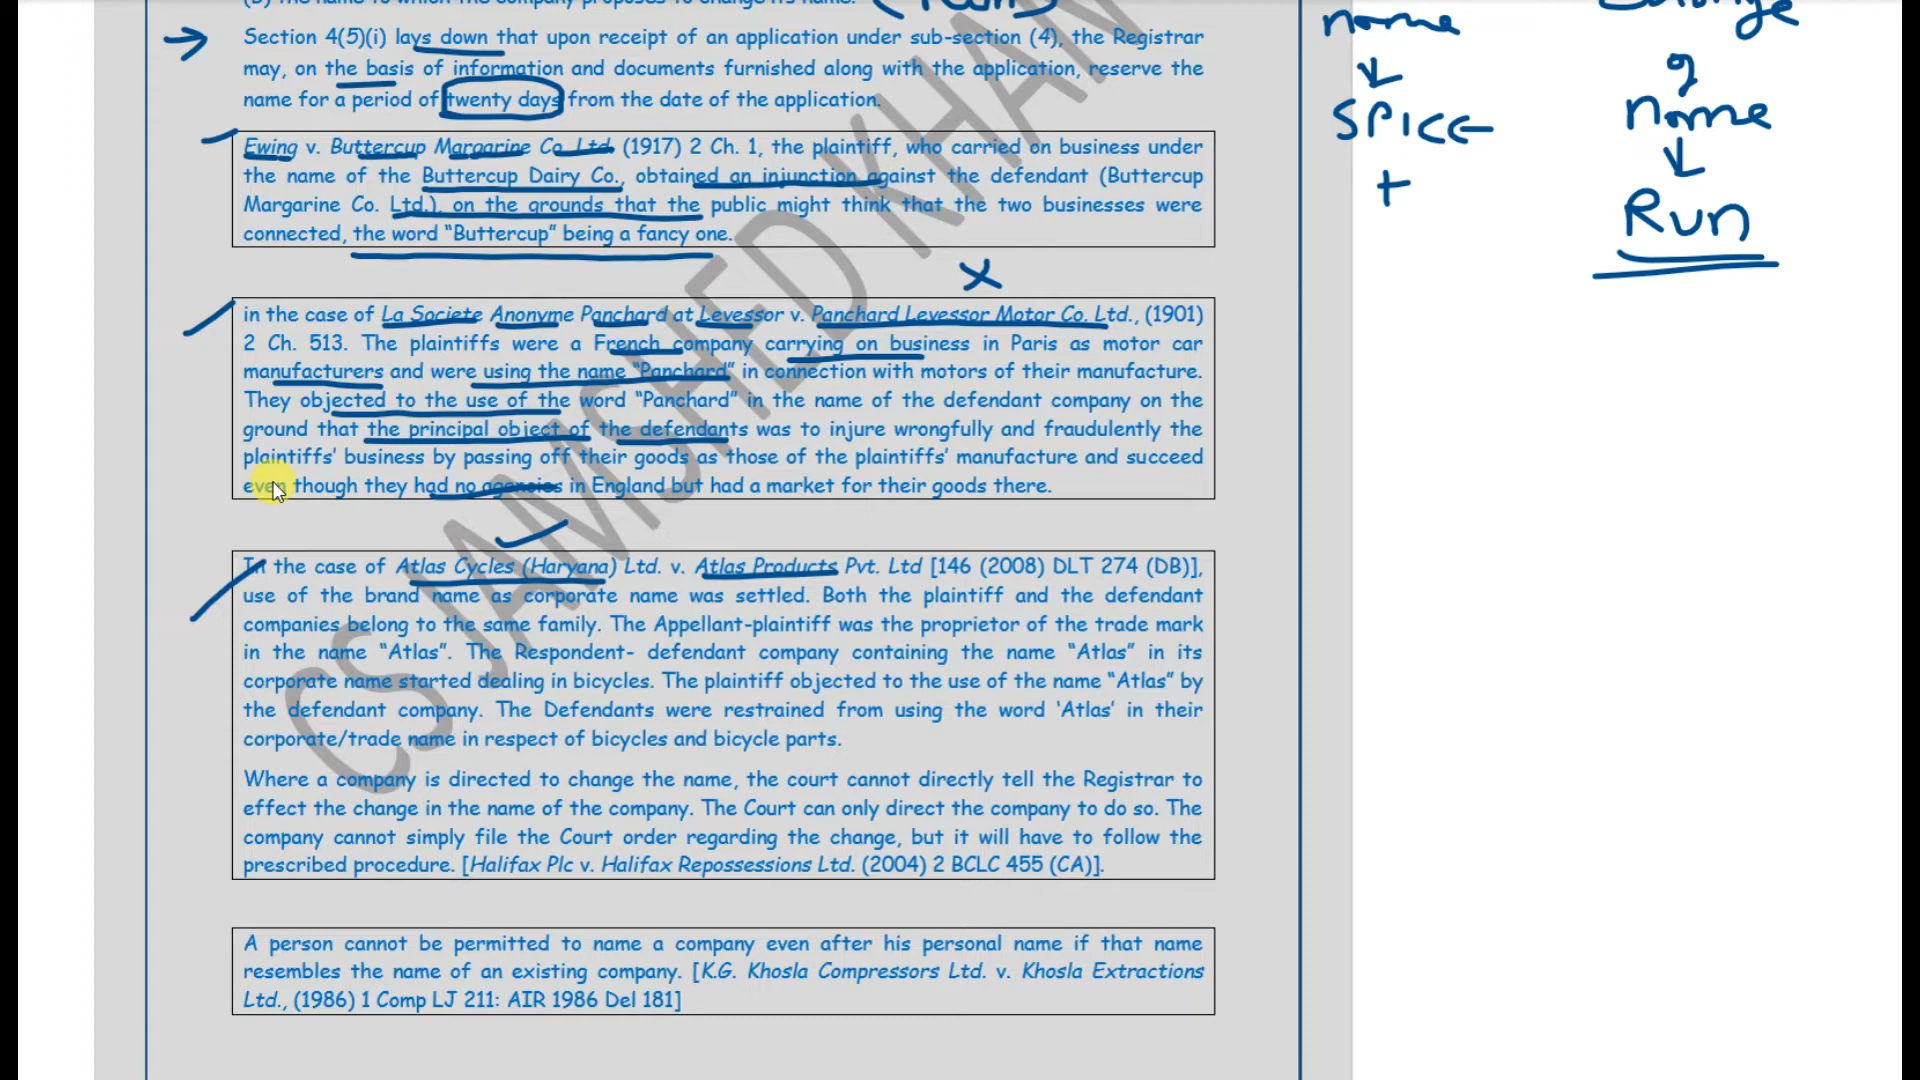 (b) the name to which the company proposes to change its name. (Run)
Section 4(5)(i) lays down that upon receipt of an application under sub-section (4), the Registrar
may, on the basis of information and documents furnished along with the application, reserve the
name for a period of twenty days from the date of the application.
Ewing v. Buttercup Margarine Co. Ltd. (1917) 2 Ch. 1, the plaintiff, who carried on business under
the name of the Buttercup Dairy Co., obtained an injunction against the defendant (Buttercup
Margarine Co. Ltd.), on the grounds that the public might think that the two businesses were
connected, the word “Buttercup” being a fancy one.
in the case of La Societe Anonyme Panchard at Levessor v. Panchard Levessor Motor Co. Ltd., (1901)
2 Ch. 513. The plaintiffs were a French company carrying on business in Paris as motor car
manufacturers and were using the name “Panchard” in connection with motors of their manufacture.
They objected to the use of the word “Panchard” in the name of the defendant company on the
ground that the principal object of the defendants was to injure wrongfully and fraudulently the
plaintiffs’ business by passing off their goods as those of the plaintiffs’ manufacture and succeed
even though they had no agencies in England but had a market for their goods there.
In the case of Atlas Cycles (Haryana) Ltd. v. Atlas Products Pvt. Ltd [146 (2008) DLT 274 (DB)],
use of the brand name as corporate name was settled. Both the plaintiff and the defendant
companies belong to the same family. The Appellant-plaintiff was the proprietor of the trade mark
in the name “Atlas”. The Respondent- defendant company containing the name “Atlas” in its
corporate name started dealing in bicycles. The plaintiff objected to the use of the name “Atlas” by
the defendant company. The Defendants were restrained from using the word ‘Atlas’ in their
corporate/trade name in respect of bicycles and bicycle parts.
Where a company is directed to change the name, the court cannot directly tell the Registrar to
effect the change in the name of the company. The Court can only direct the company to do so. The
company cannot simply file the Court order regarding the change, but it will have to follow the
prescribed procedure. [Halifax Plc v. Halifax Repossessions Ltd. (2004) 2 BCLC 455 (CA)].
A person cannot be permitted to name a company even after his personal name if that name
resembles the name of an existing company. [K.G. Khosla Compressors Ltd. v. Khosla Extractions
Ltd., (1986) 1 Comp LJ 211: AIR 1986 Del 181]
CS JAMSHED KHAN
name
SPICE
+
change
of
name
Run